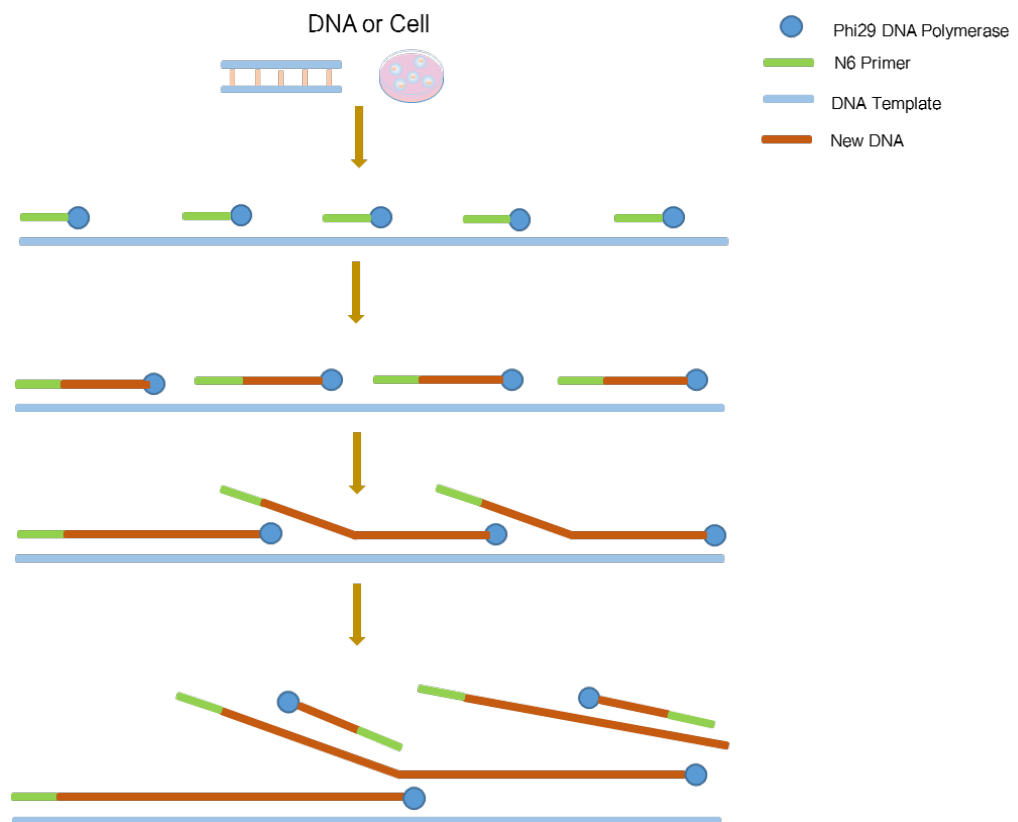 DNA or Cell
Phi29 DNA Polymerase
N6 Primer
DNA Template
New DNA